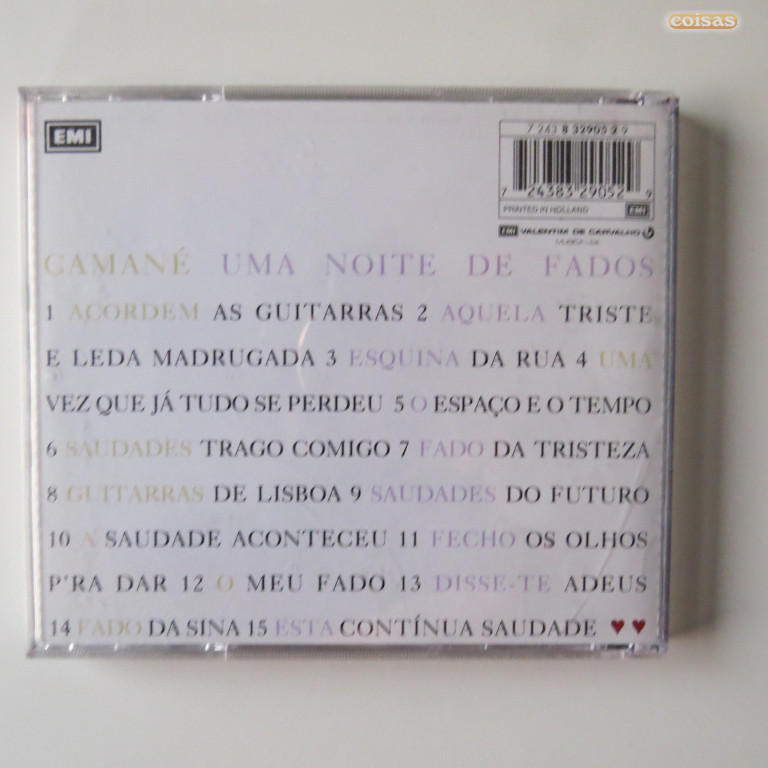 coisas
EMI
7 243 8 32905 2 9
7 24383 29052 9
PRINTED IN HOLLAND EMI
EMI VALENTIM DE CARVALHO
MÚSICA LDA
CAMANÉ UMA NOITE DE FADOS
1 ACORDEM AS GUITARRAS 2 AQUELA TRISTE
E LEDA MADRUGADA 3 ESQUINA DA RUA 4 UMA
VEZ QUE JÁ TUDO SE PERDEU 5 O ESPAÇO E O TEMPO
6 SAUDADES TRAGO COMIGO 7 FADO DA TRISTEZA
8 GUITARRAS DE LISBOA 9 SAUDADES DO FUTURO
10 A SAUDADE ACONTECEU 11 FECHO OS OLHOS
P'RA DAR 12 O MEU FADO 13 DISSE-TE ADEUS
14 FADO DA SINA 15 ESTA CONTÍNUA SAUDADE